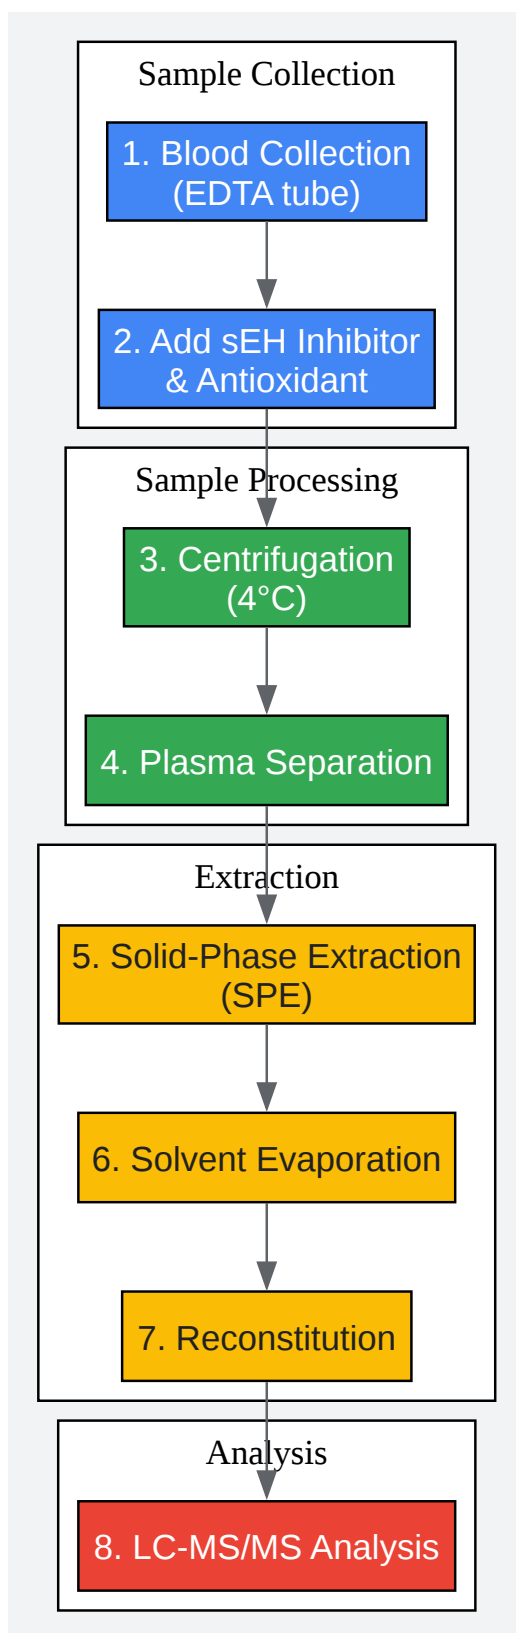 Sample Collection
1. Blood Collection
(EDTA tube)
2. Add sEH Inhibitor
& Antioxidant
Sample Processing
3. Centrifugation
(4°C)
4. Plasma Separation
Extraction
5. Solid-Phase Extraction
(SPE)
6. Solvent Evaporation
7. Reconstitution
Analysis
8. LC-MS/MS Analysis